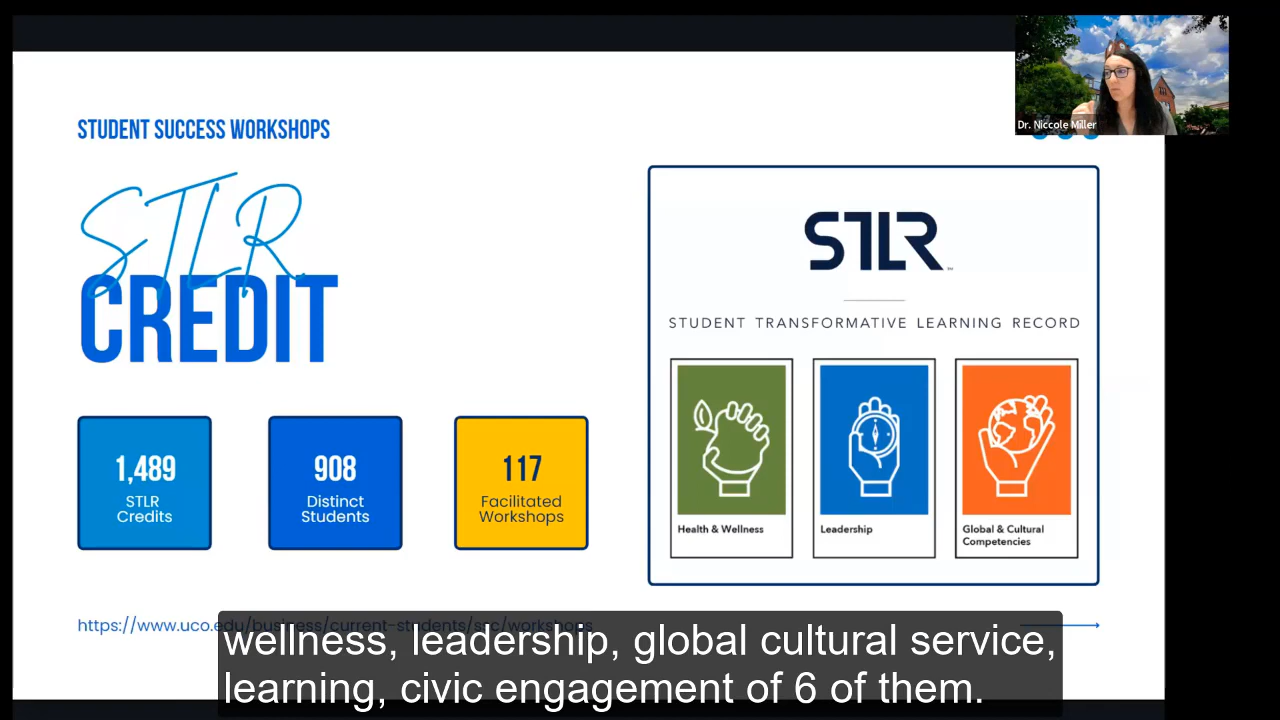 Dr. Niccole Miller
STUDENT SUCCESS WORKSHOPS
STLR
CREDIT
1,489
STLR
Credits
908
Distinct
Students
117
Facilitated
Workshops
STLR
STUDENT TRANSFORMATIVE LEARNING RECORD
Health & Wellness
Leadership
Global & Cultural
Competencies
https://www.uco.edu/business/current-students/ssc/workshops
wellness, leadership, global cultural service,
learning, civic engagement of 6 of them.